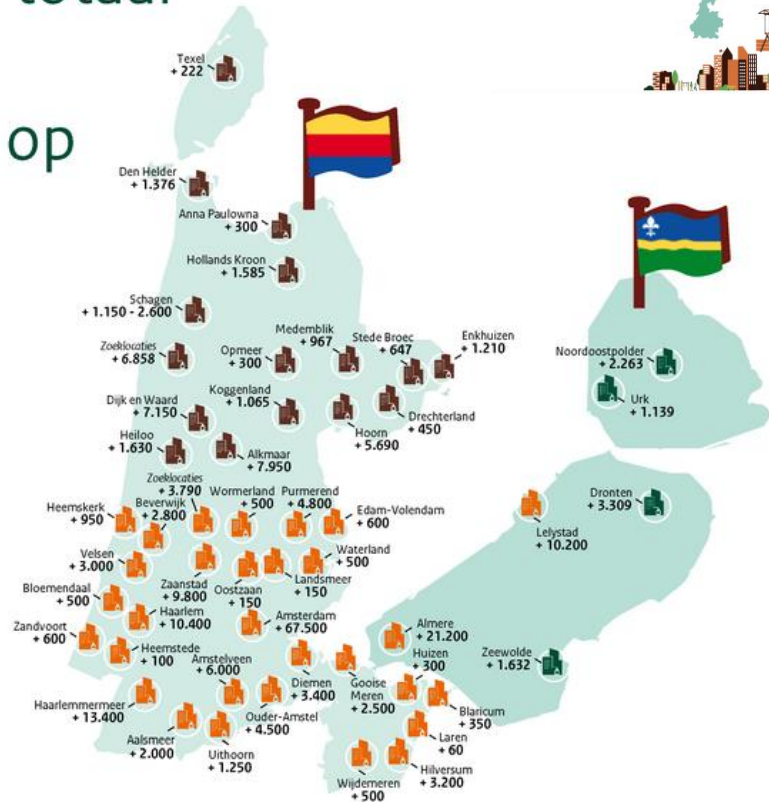 op
Texel
+ 222
Den Helder
+ 1.376
Anna Paulowna
+ 300
Hollands Kroon
+ 1.585
Schagen
+ 1.150 - 2.600
Zoeklocaties
+ 6.858
Opmeer
+ 300
Medemblik
+ 967
Stede Broec
+ 647
Enkhuizen
+ 1.210
Dijk en Waard
+ 7.150
Koggenland
+ 1.065
Hoorn
+ 5.690
Drechterland
+ 450
Heiloo
+ 1.630
Alkmaar
+ 7.950
Noordoostpolder
+ 2.263
Urk
+ 1.139
Zoeklocaties
+ 3.790
Heemskerk
+ 950
Beverwijk
+ 2.800
Wormerland
+ 500
Purmerend
+ 4.800
Edam-Volendam
+ 600
Velsen
+ 3.000
Zaanstad
+ 9.800
Oostzaan
+ 150
Landsmeer
+ 150
Waterland
+ 500
Bloemendaal
+ 500
Haarlem
+ 10.400
Amsterdam
+ 67.500
Zandvoort
+ 600
Heemstede
+ 100
Amstelveen
+ 6.000
Diemen
+ 3.400
Gooise
Meren
+ 2.500
Huizen
+ 300
Blaricum
+ 350
Haarlemmermeer
+ 13.400
Aalsmeer
+ 2.000
Uithoorn
+ 1.250
Ouder-Amstel
+ 4.500
Laren
+ 60
Hilversum
+ 3.200
Wijdemeren
+ 500
Dronten
+ 3.309
Lelystad
+ 10.200
Almere
+ 21.200
Zeewolde
+ 1.632